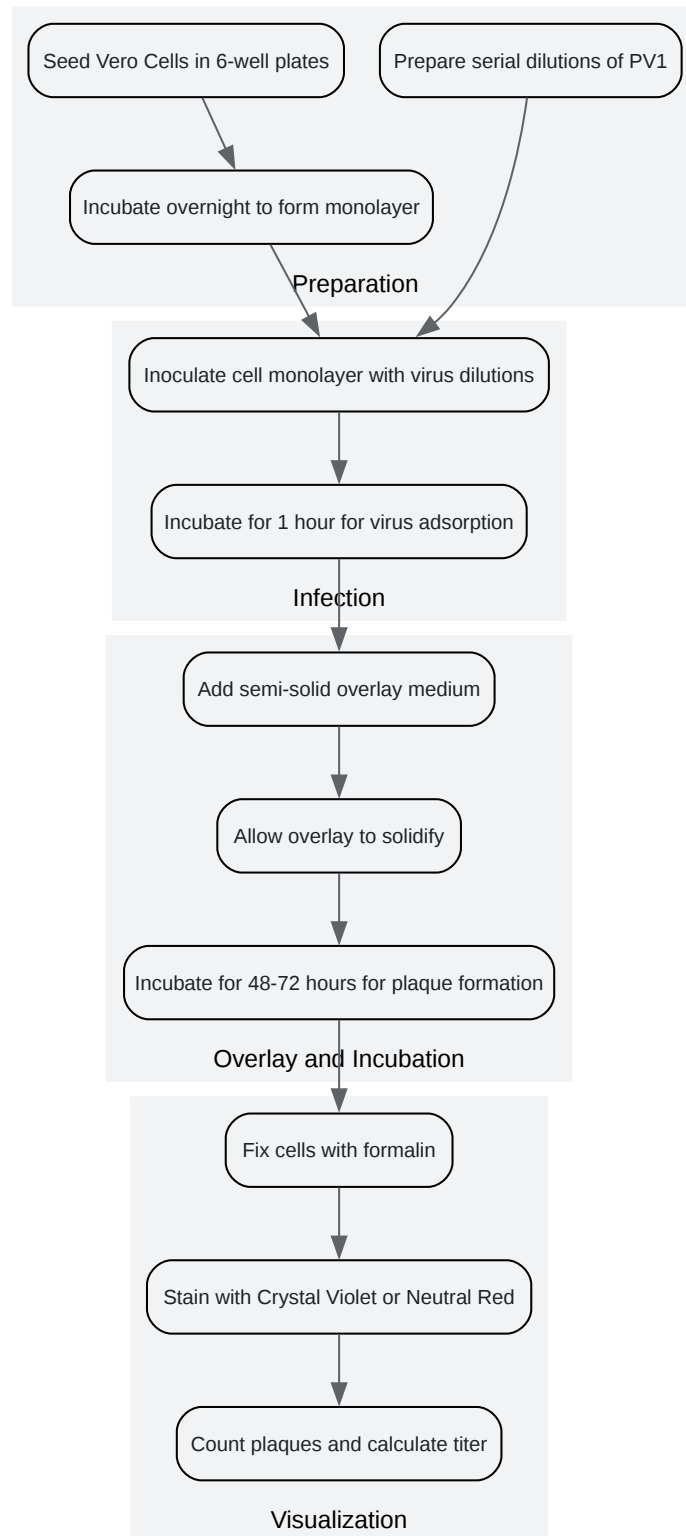 Seed Vero Cells in 6-well plates
Prepare serial dilutions of PV1
Incubate overnight to form monolayer
Preparation
Inoculate cell monolayer with virus dilutions
Incubate for 1 hour for virus adsorption
Infection
Add semi-solid overlay medium
Allow overlay to solidify
Incubate for 48-72 hours for plaque formation
Overlay and Incubation
Fix cells with formalin
Stain with Crystal Violet or Neutral Red
Count plaques and calculate titer
Visualization